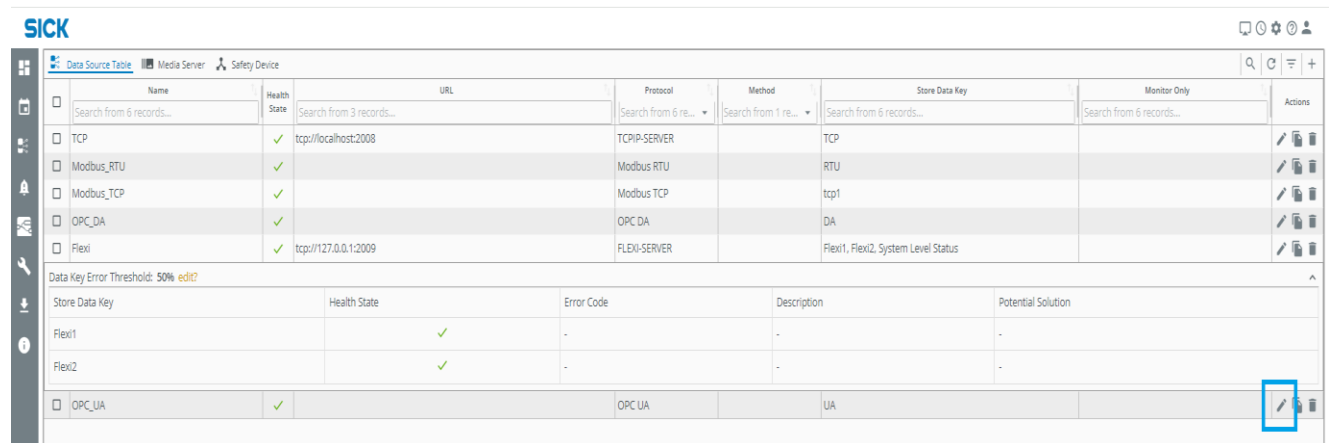 SICK
Data Source Table Media Server Safety Device
Name Health State URL Protocol Method Store Data Key Monitor Only Actions
Search from 6 records... Search from 3 records... Search from 6 re... Search from 1 re... Search from 6 records... Search from 6 records...
TCP tcp://localhost:2008 TCPIP-SERVER TCP
Modbus_RTU Modbus RTU RTU
Modbus_TCP Modbus TCP tcp1
OPC_DA OPC DA DA
Flexi tcp://127.0.0.1:2009 FLEXI-SERVER Flexi1, Flexi2, System Level Status
Data Key Error Threshold: 50% edit?
Store Data Key Health State Error Code Description Potential Solution
Flexi1 - - -
Flexi2 - - -
OPC_UA OPC UA UA